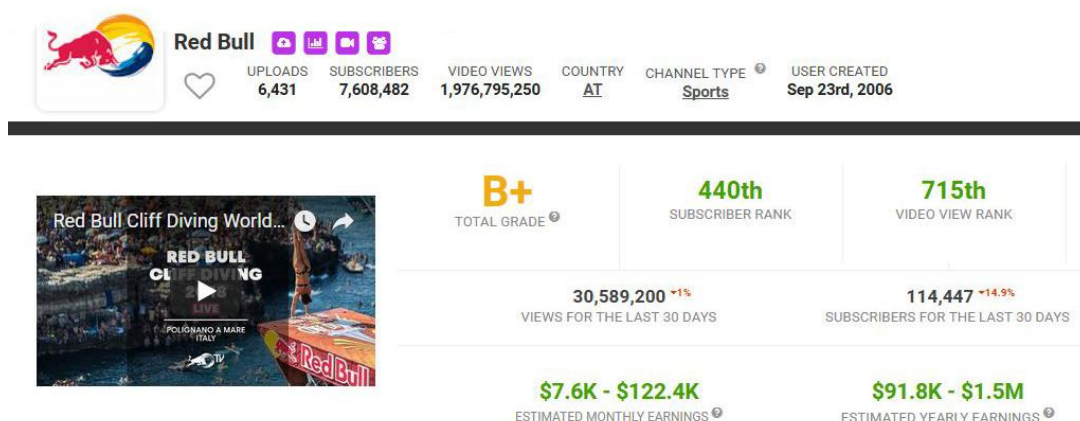 Red Bull
UPLOADS SUBSCRIBERS VIDEO VIEWS COUNTRY CHANNEL TYPE USER CREATED
6,431 7,608,482 1,976,795,250 AT Sports Sep 23rd, 2006
B+ 440th 715th
TOTAL GRADE SUBSCRIBER RANK VIDEO VIEW RANK
Red Bull Cliff Diving World...
RED BULL
CLIFF DIVING
2018
LIVE
POLIGNANO A MARE
ITALY
TV
Red Bull
30,589,200 -1% 114,447 -14.9%
VIEWS FOR THE LAST 30 DAYS SUBSCRIBERS FOR THE LAST 30 DAYS
$7.6K - $122.4K $91.8K - $1.5M
ESTIMATED MONTHLY EARNINGS ESTIMATED YEARLY EARNINGS